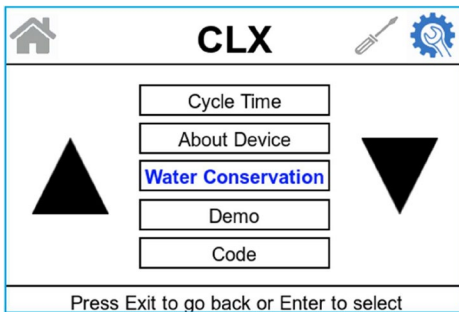 CLX
Cycle Time
About Device
Water Conservation
Demo
Code
Press Exit to go back or Enter to select